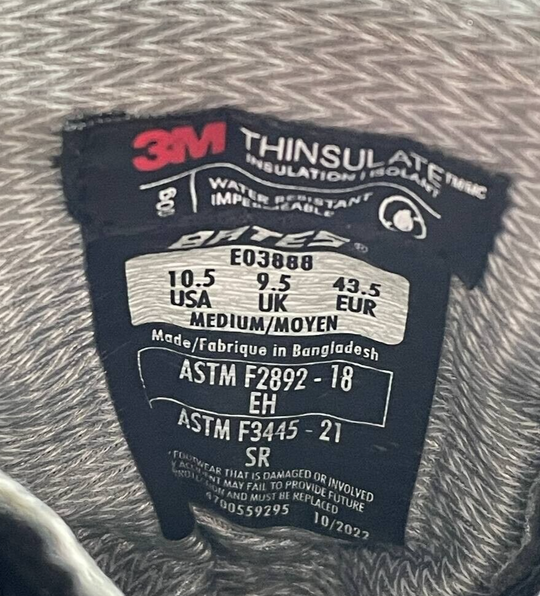 3M THINSULATE™/MC
INSULATION / ISOLANT
WATER RESISTANT
IMPERMEABLE
BATES®
E03888
10.5 9.5 43.5
USA UK EUR
MEDIUM/MOYEN
Made/Fabrique in Bangladesh
ASTM F2892 - 18
EH
ASTM F3445 - 21
SR
FOOTWEAR THAT IS DAMAGED OR INVOLVED
MAY FAIL TO PROVIDE FUTURE
AND MUST BE REPLACED
4700559295 10/2022